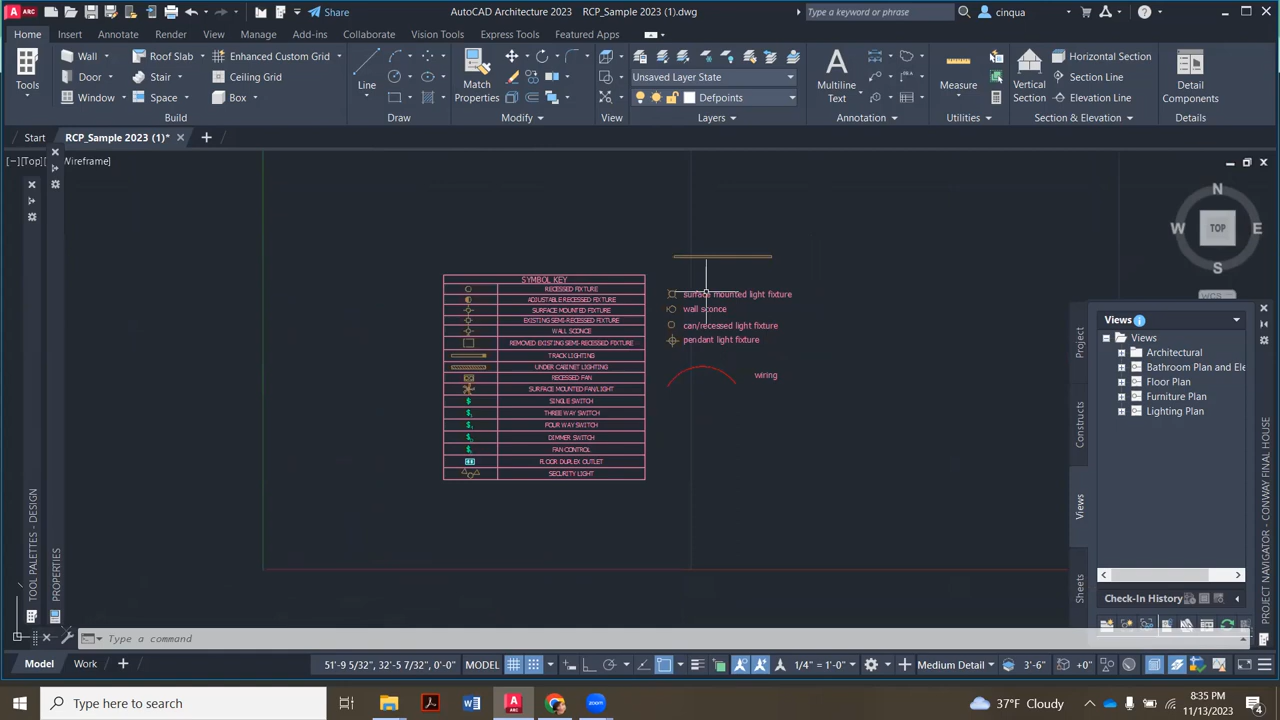 ARC
Share
AutoCAD Architecture 2023 RCP_Sample 2023 (1).dwg
Type a keyword or phrase
cinqua
Home Insert Annotate Render View Manage Add-ins Collaborate Vision Tools Express Tools Featured Apps
Tools
Wall
Door
Window
Roof Slab
Stair
Space
Enhanced Custom Grid
Ceiling Grid
Box
Line
Match Properties
Unsaved Layer State
Defpoints
Multiline Text
Measure
Vertical Section
Horizontal Section
Section Line
Elevation Line
Detail Components
Build Draw Modify View Layers Annotation Utilities Section & Elevation Details
Start RCP_Sample 2023 (1)*
[−][Top][ Wireframe]
N
W TOP E
S
WCS
SYMBOL KEY
RECESSED FIXTURE
ADJUSTABLE RECESSED FIXTURE
SURFACE MOUNTED FIXTURE
EXISTING SEMI-RECESSED FIXTURE
WALL SCONCE
REMOVED EXISTING SEMI-RECESSED FIXTURE
TRACK LIGHTING
UNDER CABINET LIGHTING
RECESSED FAN
SURFACE MOUNTED FAN/LIGHT
SINGLE SWITCH
THREE WAY SWITCH
FOUR WAY SWITCH
DIMMER SWITCH
FAN CONTROL
FLOOR DUPLEX OUTLET
SECURITY LIGHT
surface mounted light fixture
wall sconce
can/recessed light fixture
pendant light fixture
wiring
Views
Views
Architectural
Bathroom Plan and Ele
Floor Plan
Furniture Plan
Lighting Plan
Check-In History
Project
Constructs
Views
Sheets
PROJECT NAVIGATOR - CONWAY FINAL HOUSE
TOOL PALETTES - DESIGN
PROPERTIES
Type a command
Model Work
51'-9 5/32", 32'-5 7/32", 0'-0" MODEL 1/4" = 1'-0" Medium Detail 3'-6" +0"
Type here to search
37°F Cloudy
8:35 PM
11/13/2023
4